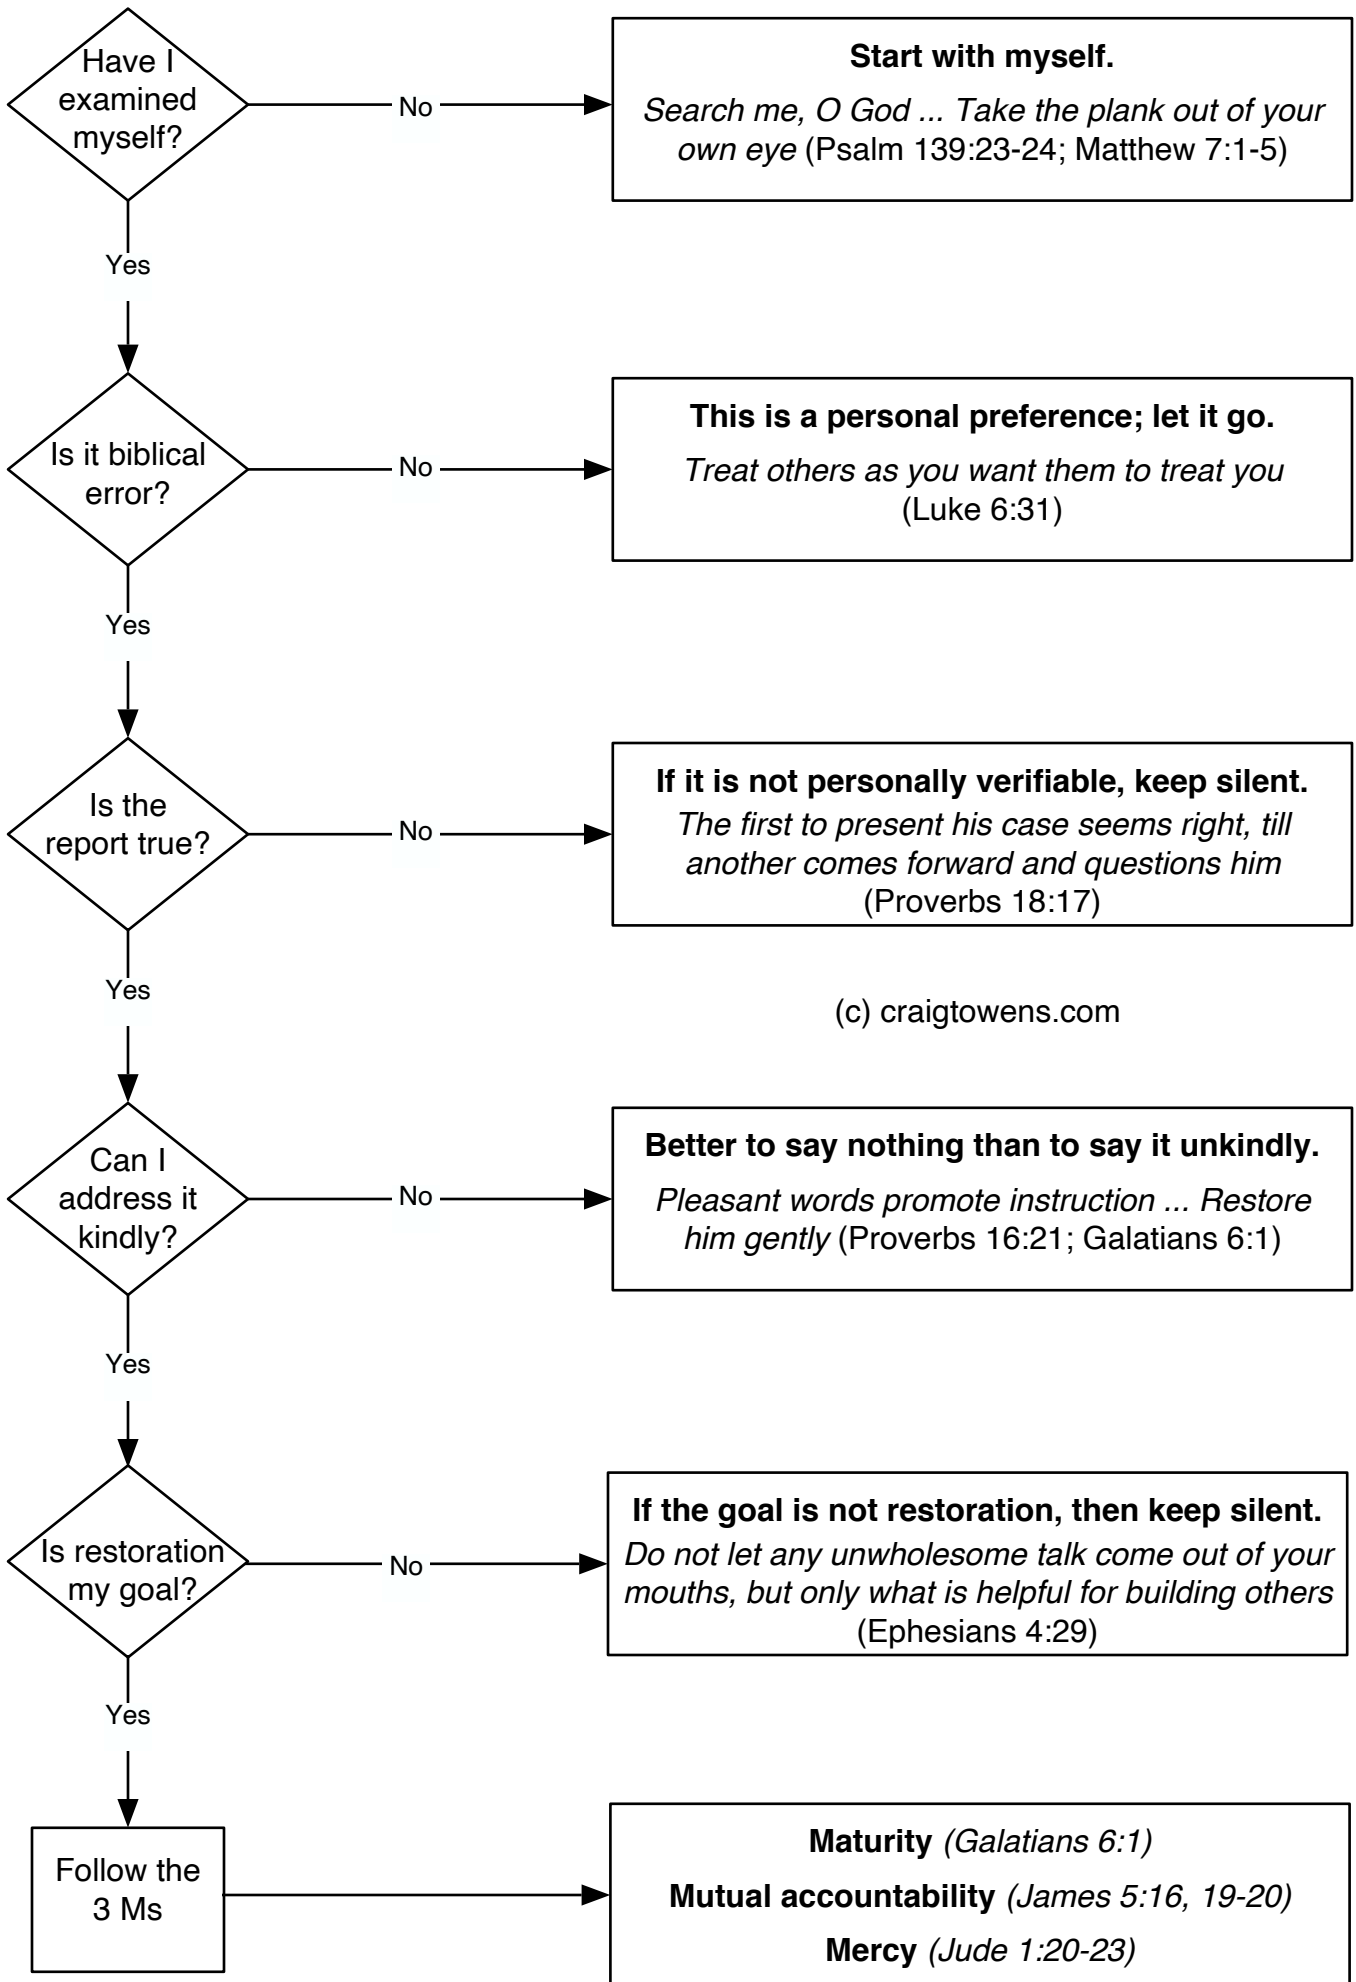 Have I
examined
myself?
No
Start with myself.
Search me, O God ... Take the plank out of your
own eye (Psalm 139:23-24; Matthew 7:1-5)
Yes
Is it biblical
error?
No
This is a personal preference; let it go.
Treat others as you want them to treat you
(Luke 6:31)
Yes
Is the
report true?
No
If it is not personally verifiable, keep silent.
The first to present his case seems right, till
another comes forward and questions him
(Proverbs 18:17)
Yes
(c) craigtowens.com
Can I
address it
kindly?
No
Better to say nothing than to say it unkindly.
Pleasant words promote instruction ... Restore
him gently (Proverbs 16:21; Galatians 6:1)
Yes
Is restoration
my goal?
No
If the goal is not restoration, then keep silent.
Do not let any unwholesome talk come out of your
mouths, but only what is helpful for building others
(Ephesians 4:29)
Yes
Follow the
3 Ms
Maturity (Galatians 6:1)
Mutual accountability (James 5:16, 19-20)
Mercy (Jude 1:20-23)